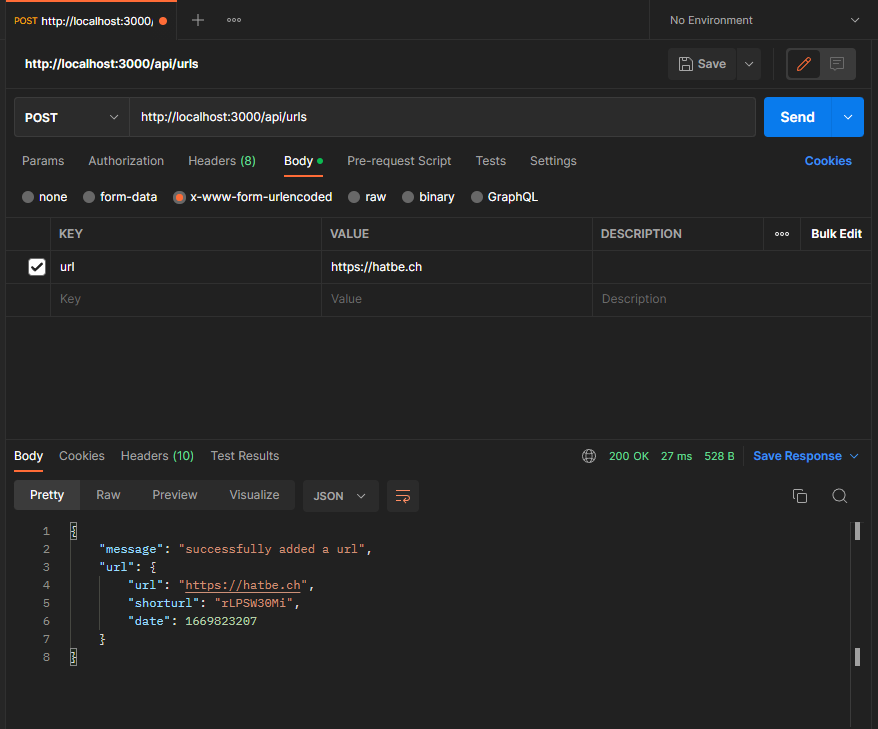 POST http://localhost:3000/ No Environment
http://localhost:3000/api/urls Save
POST http://localhost:3000/api/urls Send
Params Authorization Headers (8) Body Pre-request Script Tests Settings Cookies
none form-data x-www-form-urlencoded raw binary GraphQL
KEY VALUE DESCRIPTION Bulk Edit
url https://hatbe.ch
Key Value Description
Body Cookies Headers (10) Test Results 200 OK 27 ms 528 B Save Response
Pretty Raw Preview Visualize JSON
1 {
2 "message": "successfully added a url",
3 "url": {
4 "url": "https://hatbe.ch",
5 "shorturl": "rLPSW30Mi",
6 "date": 1669823207
7 }
8 }